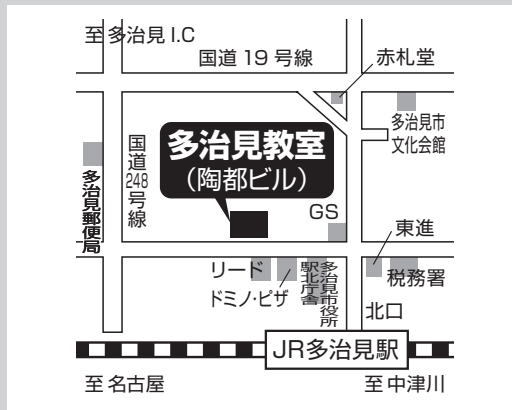 至多治見 I.C
国道 19 号線
赤札堂
多治見市
文化会館
国道248号線
多治見教室
（陶都ビル）
多治見郵便局
GS
東進
リード
ドミノ・ピザ
多治見市役所
駅北庁舎
税務署
北口
JR多治見駅
至 名古屋
至 中津川